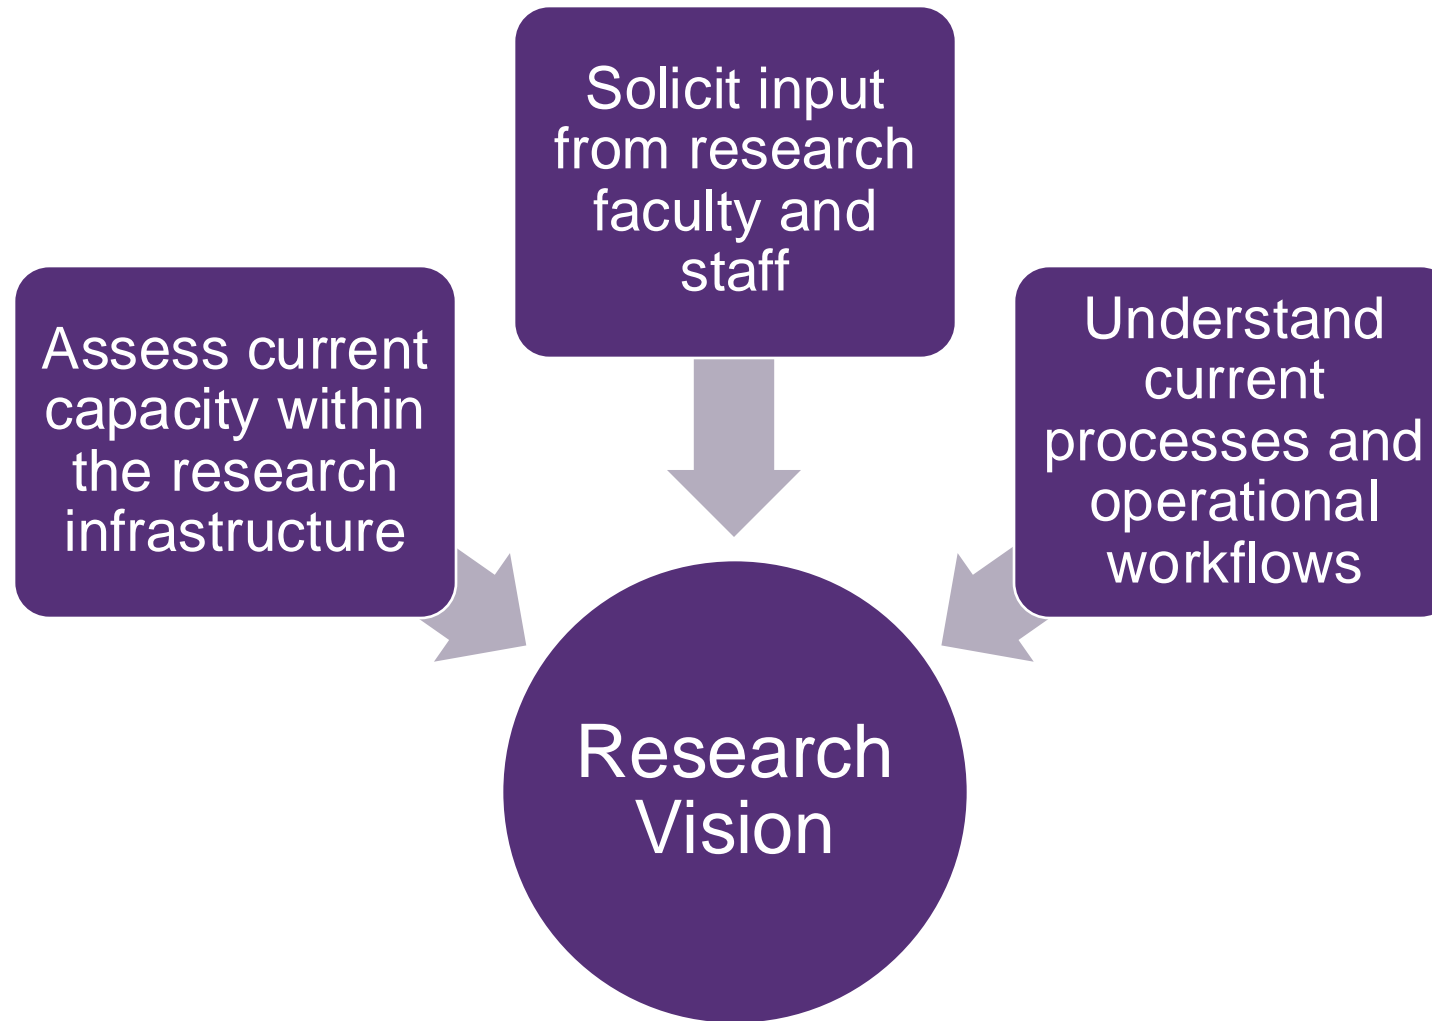 Solicit input
from research
faculty and
staff
Assess current
capacity within
the research
infrastructure
Understand
current
processes and
operational
workflows
Research
Vision